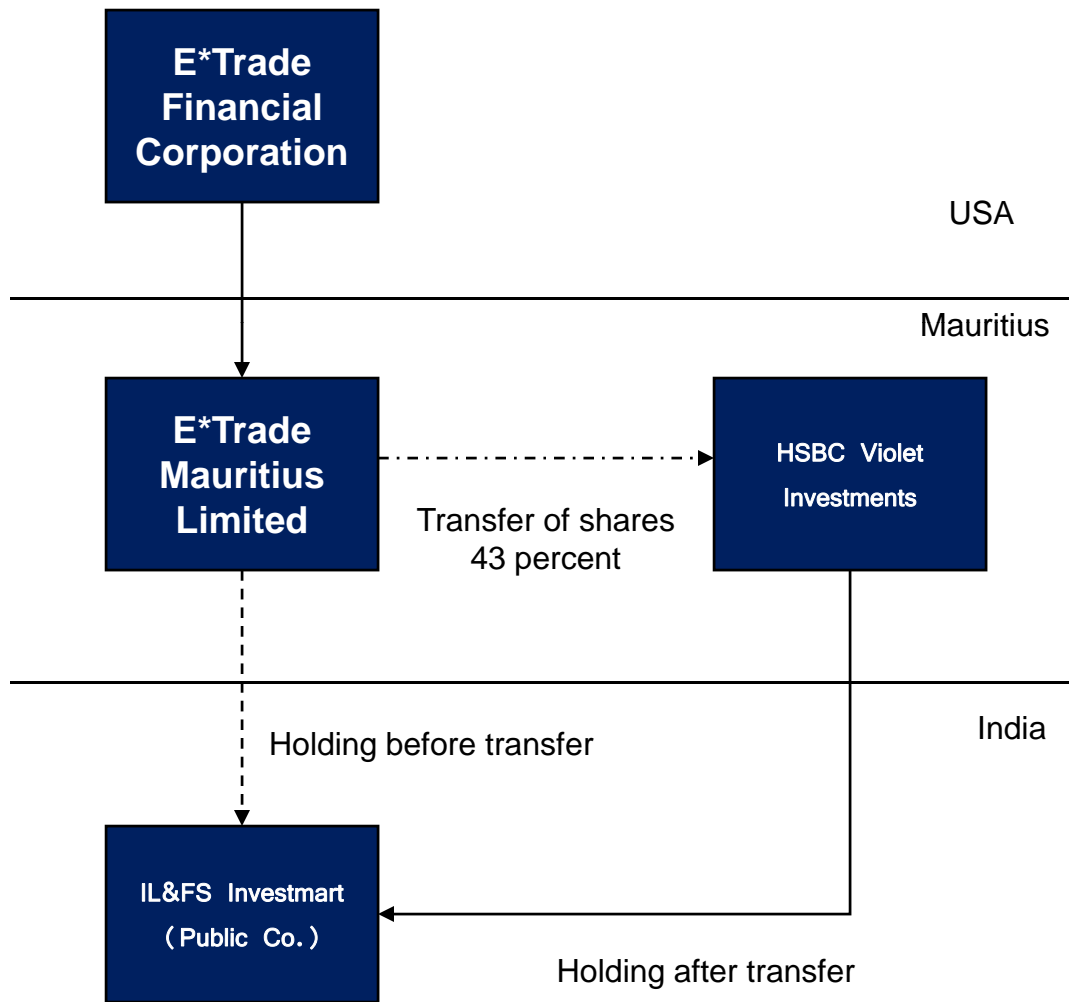 E*Trade
Financial
Corporation
USA
Mauritius
E*Trade
Mauritius
Limited
HSBC Violet
Investments
Transfer of shares
43 percent
India
Holding before transfer
IL&FS Investmart
(Public Co.)
Holding after transfer